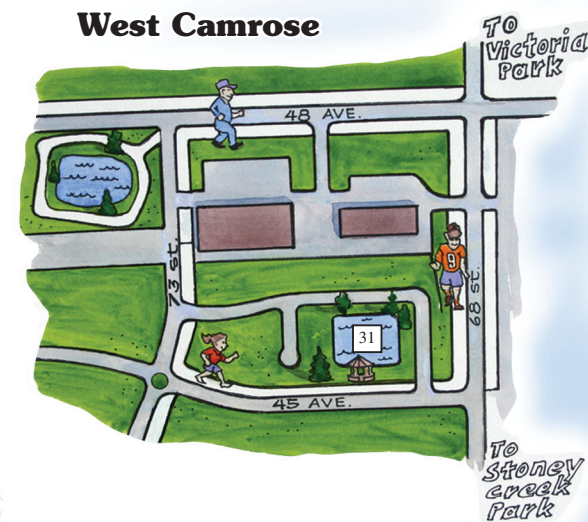 West Camrose
TO
Victoria
Park
48 AVE.
73 St.
9
68 St.
31
45 AVE.
To
Stoney
creek
Park